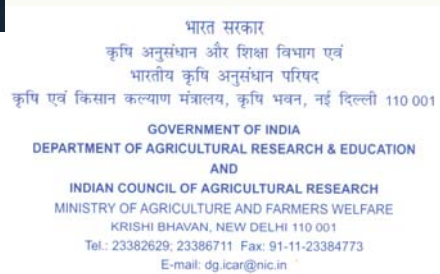 भारत सरकार
कृषि अनुसंधान और शिक्षा विभाग एवं
भारतीय कृषि अनुसंधान परिषद
कृषि एवं किसान कल्याण मंत्रालय, कृषि भवन, नई दिल्ली 110 001
GOVERNMENT OF INDIA
DEPARTMENT OF AGRICULTURAL RESEARCH & EDUCATION
AND
INDIAN COUNCIL OF AGRICULTURAL RESEARCH
MINISTRY OF AGRICULTURE AND FARMERS WELFARE
KRISHI BHAVAN, NEW DELHI 110 001
Tel.: 23382629; 23386711 Fax: 91-11-23384773
E-mail: dg.icar@nic.in